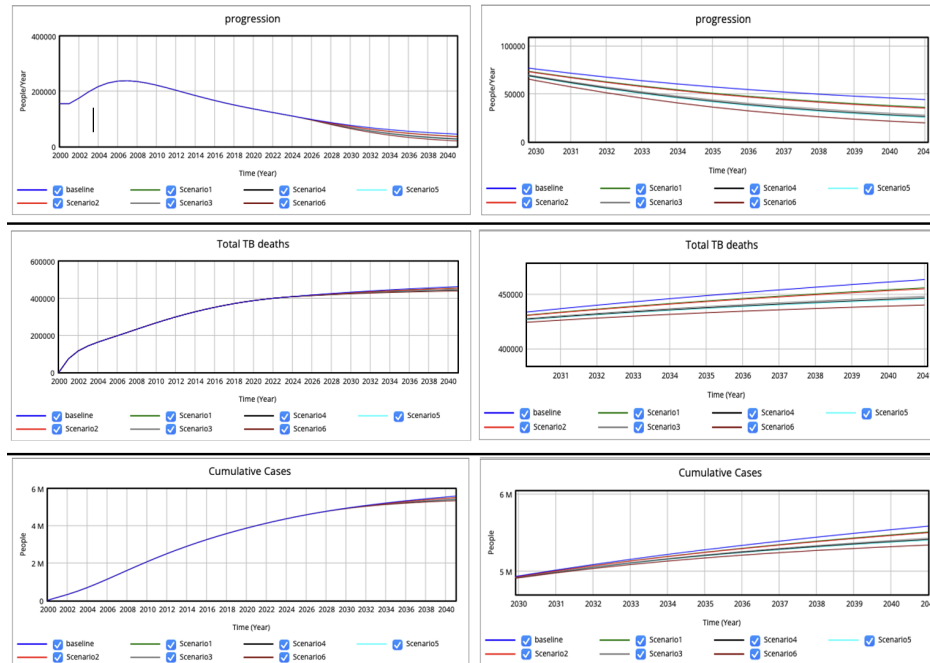 progression
400000
200000
0
People/Year
2000 2002 2004 2006 2008 2010 2012 2014 2016 2018 2020 2022 2024 2026 2028 2030 2032 2034 2036 2038 2040
Time (Year)
baseline Scenario1 Scenario4 Scenario5
Scenario2 Scenario3 Scenario6
progression
100000
50000
0
People/Year
2030 2031 2032 2033 2034 2035 2036 2037 2038 2039 2040 204
Time (Year)
baseline Scenario1 Scenario4 Scenario5
Scenario2 Scenario3 Scenario6
Total TB deaths
600000
400000
200000
0
2000 2002 2004 2006 2008 2010 2012 2014 2016 2018 2020 2022 2024 2026 2028 2030 2032 2034 2036 2038 2040
Time (Year)
baseline Scenario1 Scenario4 Scenario5
Scenario2 Scenario3 Scenario6
Total TB deaths
450000
400000
2031 2032 2033 2034 2035 2036 2037 2038 2039 2040 204
Time (Year)
baseline Scenario1 Scenario4 Scenario5
Scenario2 Scenario3 Scenario6
Cumulative Cases
6 M
4 M
2 M
0
People
2000 2002 2004 2006 2008 2010 2012 2014 2016 2018 2020 2022 2024 2026 2028 2030 2032 2034 2036 2038 2040
Time (Year)
baseline Scenario1 Scenario4 Scenario5
Scenario2 Scenario3 Scenario6
Cumulative Cases
6 M
5 M
People
2030 2031 2032 2033 2034 2035 2036 2037 2038 2039 2040 204
Time (Year)
baseline Scenario1 Scenario4 Scenario5
Scenario2 Scenario3 Scenario6